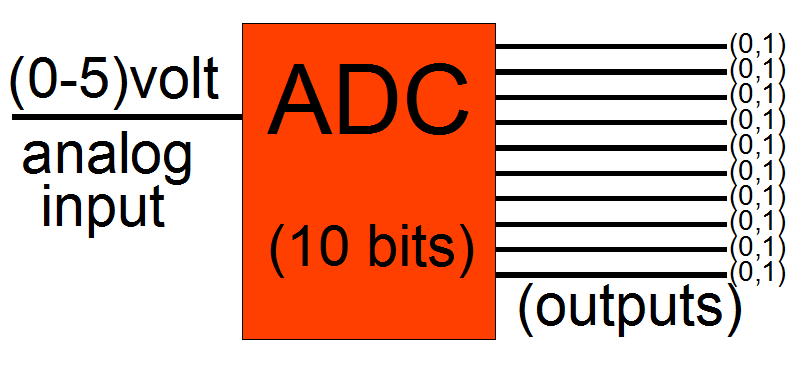 (0-5)volt
analog
input
ADC
(10 bits)
(0,1)
(0,1)
(0,1)
(0,1)
(0,1)
(0,1)
(0,1)
(0,1)
(0,1)
(0,1)
(outputs)